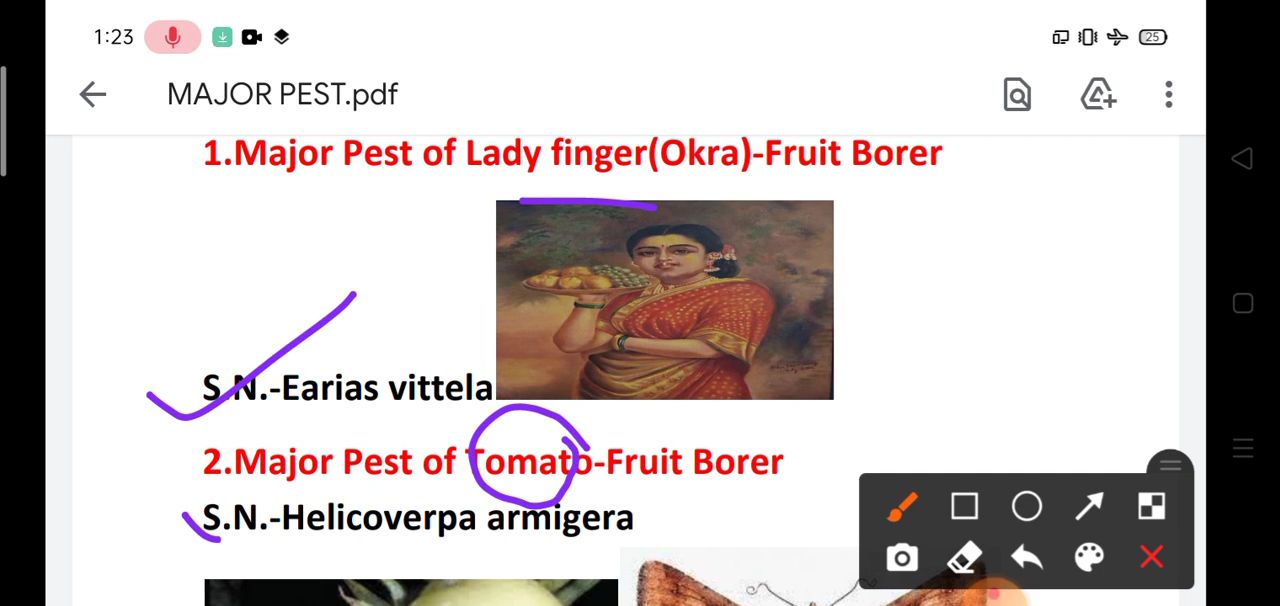 1:23
25
MAJOR PEST.pdf
1.Major Pest of Lady finger(Okra)-Fruit Borer
S.N.-Earias vittela
2.Major Pest of Tomato-Fruit Borer
S.N.-Helicoverpa armigera